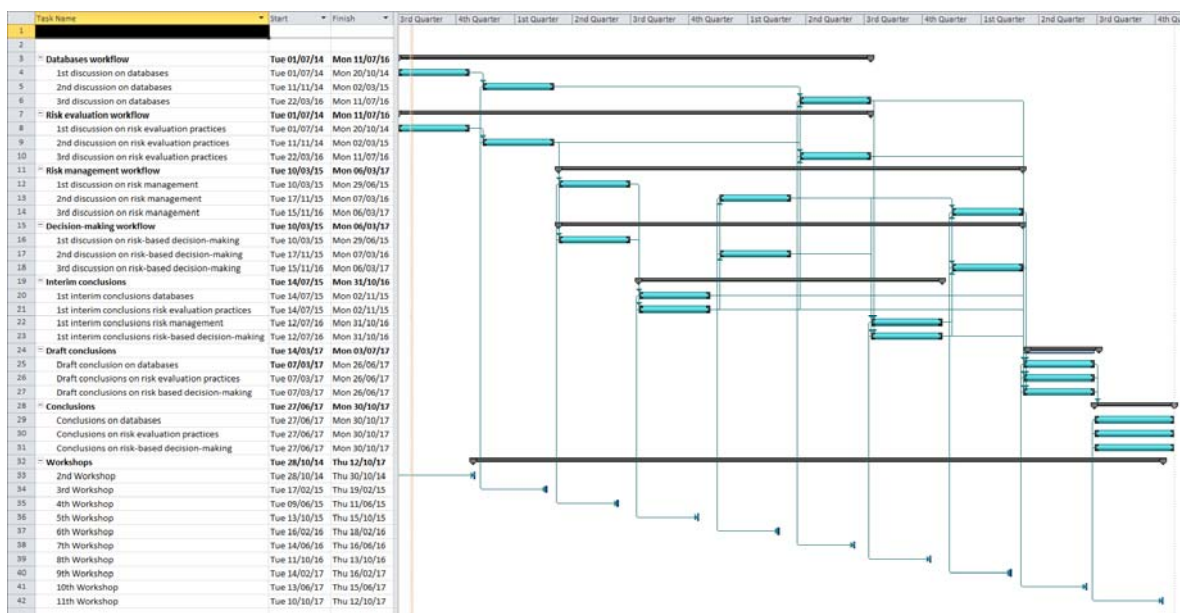 Task Name Start Finish 3rd Quarter 4th Quarter 1st Quarter 2nd Quarter 3rd Quarter 4th Quarter 1st Quarter 2nd Quarter 3rd Quarter 4th Quarter 1st Quarter 2nd Quarter 3rd Quarter 4th Q
1
2
3 Databases workflow Tue 01/07/14 Mon 11/07/16
4 1st discussion on databases Tue 01/07/14 Mon 20/10/14
5 2nd discussion on databases Tue 11/11/14 Mon 02/03/15
6 3rd discussion on databases Tue 22/03/16 Mon 11/07/16
7 Risk evaluation workflow Tue 01/07/14 Mon 11/07/16
8 1st discussion on risk evaluation practices Tue 01/07/14 Mon 20/10/14
9 2nd discussion on risk evaluation practices Tue 11/11/14 Mon 02/03/15
10 3rd discussion on risk evaluation practices Tue 22/03/16 Mon 11/07/16
11 Risk management workflow Tue 10/03/15 Mon 06/03/17
12 1st discussion on risk management Tue 10/03/15 Mon 29/06/15
13 2nd discussion on risk management Tue 17/11/15 Mon 07/03/16
14 3rd discussion on risk management Tue 15/11/16 Mon 06/03/17
15 Decision-making workflow Tue 10/03/15 Mon 06/03/17
16 1st discussion on risk-based decision-making Tue 10/03/15 Mon 29/06/15
17 2nd discussion on risk-based decision-making Tue 17/11/15 Mon 07/03/16
18 3rd discussion on risk-based decision-making Tue 15/11/16 Mon 06/03/17
19 Interim conclusions Tue 14/07/15 Mon 31/10/16
20 1st interim conclusions databases Tue 14/07/15 Mon 02/11/15
21 1st interim conclusions risk evaluation practices Tue 14/07/15 Mon 02/11/15
22 1st interim conclusions risk management Tue 12/07/16 Mon 31/10/16
23 1st interim conclusions risk-based decision-making Tue 12/07/16 Mon 31/10/16
24 Draft conclusions Tue 14/03/17 Mon 03/07/17
25 Draft conclusion on databases Tue 07/03/17 Mon 26/06/17
26 Draft conclusions on risk evaluation practices Tue 07/03/17 Mon 26/06/17
27 Draft conclusions on risk based decision-making Tue 07/03/17 Mon 26/06/17
28 Conclusions Tue 27/06/17 Mon 30/10/17
29 Conclusions on databases Tue 27/06/17 Mon 30/10/17
30 Conclusions on risk evaluation practices Tue 27/06/17 Mon 30/10/17
31 Conclusions on risk-based decision-making Tue 27/06/17 Mon 30/10/17
32 Workshops Tue 28/10/14 Thu 12/10/17
33 2nd Workshop Tue 28/10/14 Thu 30/10/14
34 3rd Workshop Tue 17/02/15 Thu 19/02/15
35 4th Workshop Tue 09/06/15 Thu 11/06/15
36 5th Workshop Tue 13/10/15 Thu 15/10/15
37 6th Workshop Tue 16/02/16 Thu 18/02/16
38 7th Workshop Tue 14/06/16 Thu 16/06/16
39 8th Workshop Tue 11/10/16 Thu 13/10/16
40 9th Workshop Tue 14/02/17 Thu 16/02/17
41 10th Workshop Tue 13/06/17 Thu 15/06/17
42 11th Workshop Tue 10/10/17 Thu 12/10/17